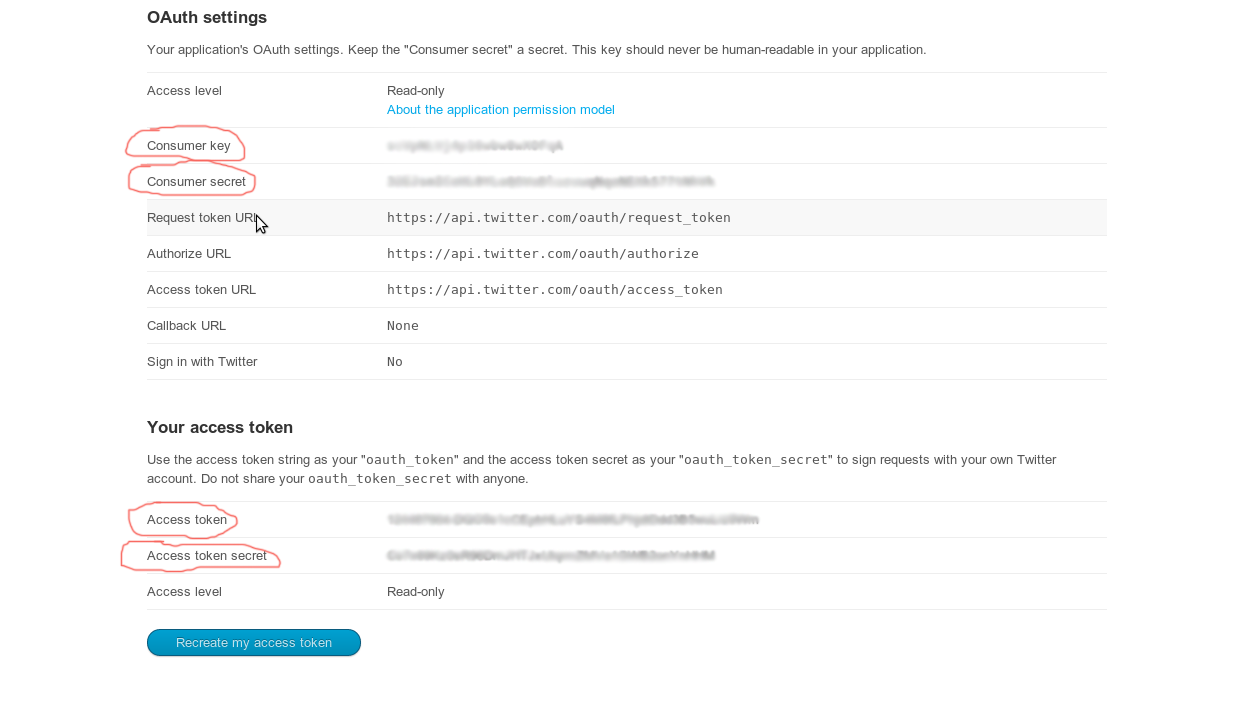 OAuth settings
Your application's OAuth settings. Keep the "Consumer secret" a secret. This key should never be human-readable in your application.
Access level Read-only
About the application permission model
Consumer key
Consumer secret
Request token URL https://api.twitter.com/oauth/request_token
Authorize URL https://api.twitter.com/oauth/authorize
Access token URL https://api.twitter.com/oauth/access_token
Callback URL None
Sign in with Twitter No
Your access token
Use the access token string as your "oauth_token" and the access token secret as your "oauth_token_secret" to sign requests with your own Twitter
account. Do not share your oauth_token_secret with anyone.
Access token
Access token secret
Access level Read-only
Recreate my access token